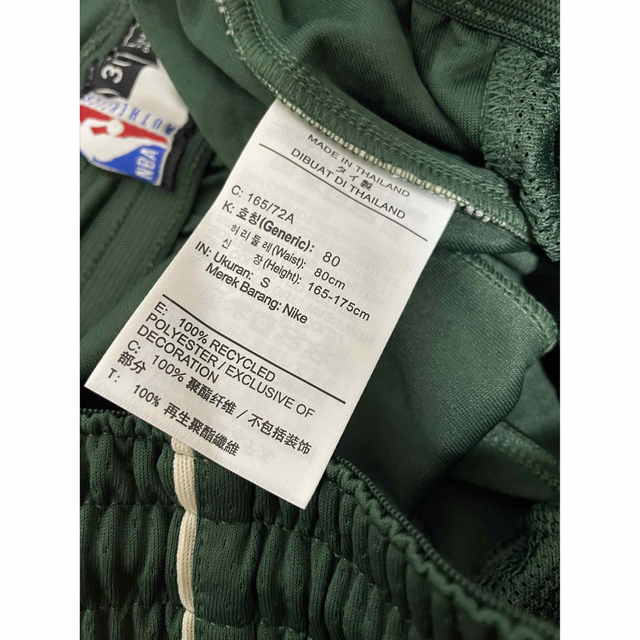 30
AUTHENTICS
NBA
MADE IN THAILAND
タイ製
DIBUAT DI THAILAND
C: 165/72A
K: 호칭(Generic): 80
허리둘레(Waist): 80cm
신 장(Height): 165-175cm
IN: Ukuran: S
Merek Barang: Nike
E: 100% RECYCLED
POLYESTER / EXCLUSIVE OF
DECORATION
C: 100% 聚酯纤维 / 不包括装饰
部分
T: 100% 再生聚酯纖維